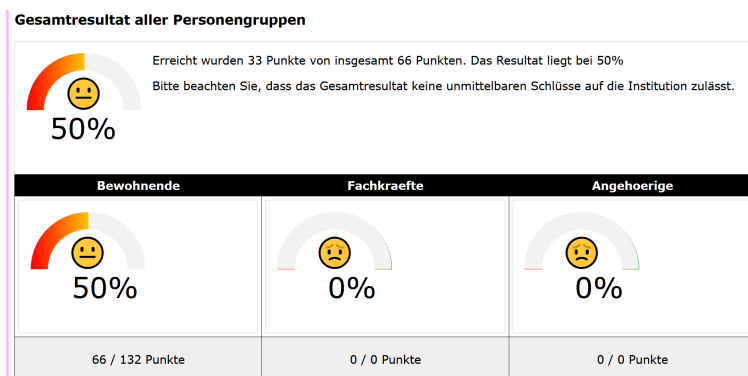 Gesamtresultat aller Personengruppen
Erreicht wurden 33 Punkte von insgesamt 66 Punkten. Das Resultat liegt bei 50%
Bitte beachten Sie, dass das Gesamtresultat keine unmittelbaren Schlüsse auf die Institution zulässt.
50%
Bewohnende Fachkraefte Angehoerige
50% 0% 0%
66 / 132 Punkte 0 / 0 Punkte 0 / 0 Punkte